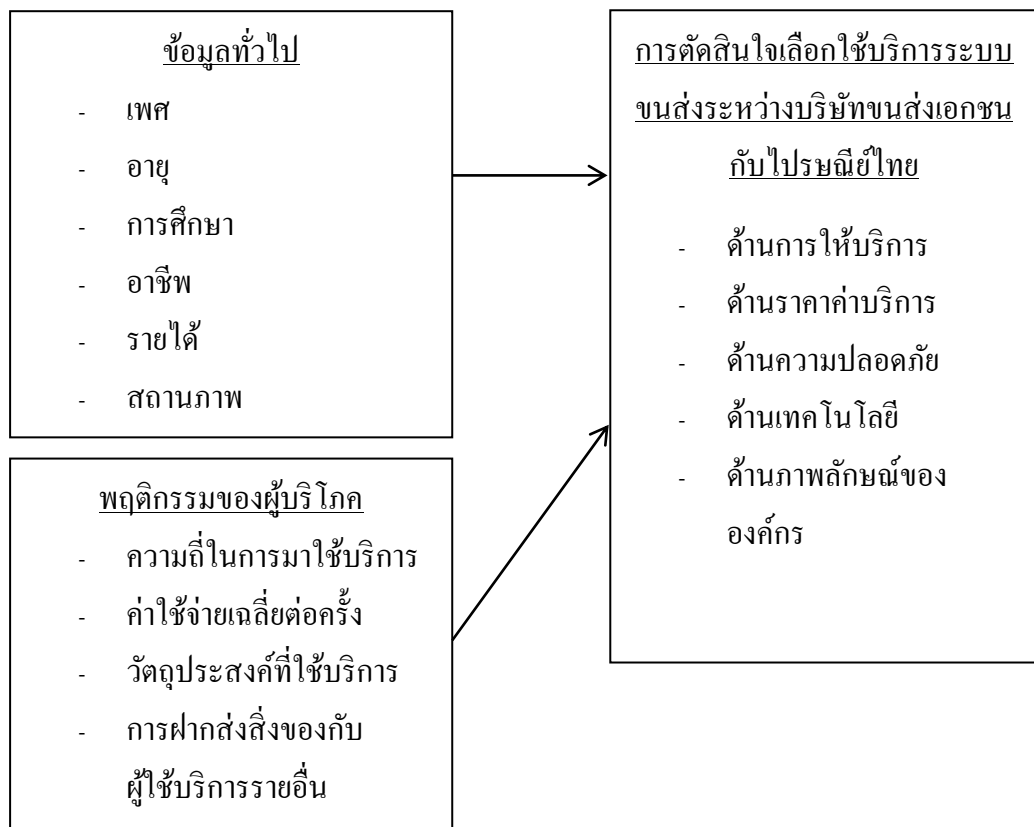 ข้อมูลทั่วไป
- เพศ
- อายุ
- การศึกษา
- อาชีพ
- รายได้
- สถานภาพ
พฤติกรรมของผู้บริโภค
- ความถี่ในการมาใช้บริการ
- ค่าใช้จ่ายเฉลี่ยต่อครั้ง
- วัตถุประสงค์ที่ใช้บริการ
- การฝากส่งสิ่งของกับ
ผู้ใช้บริการรายอื่น
การตัดสินใจเลือกใช้บริการระบบ
ขนส่งระหว่างบริษัทขนส่งเอกชน
กับไปรษณีย์ไทย
- ด้านการให้บริการ
- ด้านราคาค่าบริการ
- ด้านความปลอดภัย
- ด้านเทคโนโลยี
- ด้านภาพลักษณ์ของ
องค์กร